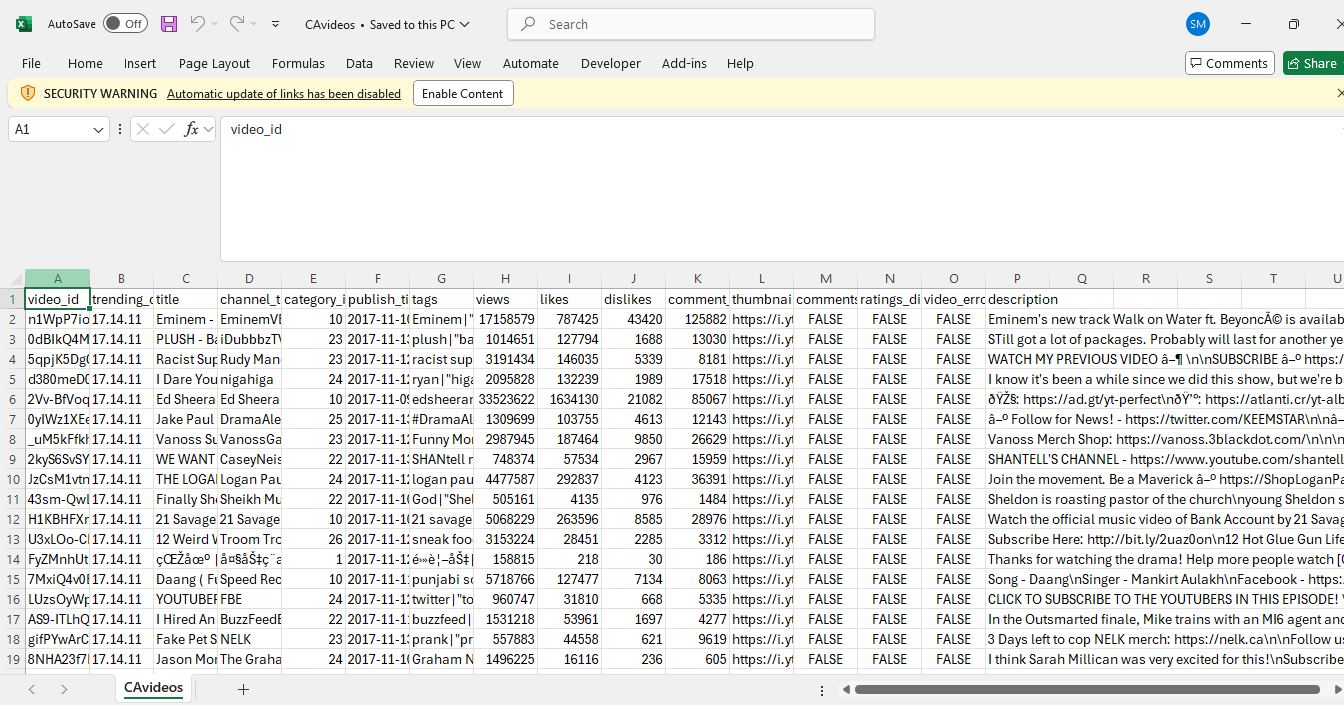 AutoSave Off CAvideos • Saved to this PC Search SM
File Home Insert Page Layout Formulas Data Review View Automate Developer Add-ins Help Comments Share
SECURITY WARNING Automatic update of links has been disabled Enable Content
A1 fx video_id
A B C D E F G H I J K L M N O P Q R S T U
1 video_id trending_d title channel_t category_i publish_ti tags views likes dislikes comment_ thumbnai comments ratings_di video_erro description
2 n1WpP7io 17.14.11 Eminem - EminemVE 10 2017-11-10 Eminem|" 17158579 787425 43420 125882 https://i.yt FALSE FALSE FALSE Eminem's new track Walk on Water ft. BeyoncÃ© is availab
3 0dBIkQ4M 17.14.11 PLUSH - Ba iDubbbzTV 23 2017-11-13 plush|"ba 1014651 127794 1688 13030 https://i.yt FALSE FALSE FALSE STill got a lot of packages. Probably will last for another ye
4 5qpjK5DgC 17.14.11 Racist Sup Rudy Man 23 2017-11-12 racist sup 3191434 146035 5339 8181 https://i.yt FALSE FALSE FALSE WATCH MY PREVIOUS VIDEO â–¶ \n\nSUBSCRIBE â–º https:/
5 d380meD0 17.14.11 I Dare You nigahiga 24 2017-11-12 ryan|"higa 2095828 132239 1989 17518 https://i.yt FALSE FALSE FALSE I know it's been a while since we did this show, but we're b
6 2Vv-BfVoq 17.14.11 Ed Sheera Ed Sheera 10 2017-11-09 edsheeran 33523622 1634130 21082 85067 https://i.yt FALSE FALSE FALSE ðŸŽ§: https://ad.gt/yt-perfect\nðŸ’°: https://atlanti.cr/yt-alb
7 0yIWz1XEe 17.14.11 Jake Paul DramaAle 25 2017-11-13 #DramaAl 1309699 103755 4613 12143 https://i.yt FALSE FALSE FALSE â–º Follow for News! - https://twitter.com/KEEMSTAR\n\nâ–
8 _uM5kFfkh 17.14.11 Vanoss Su VanossGa 23 2017-11-12 Funny Mor 2987945 187464 9850 26629 https://i.yt FALSE FALSE FALSE Vanoss Merch Shop: https://vanoss.3blackdot.com/\n\n\n
9 2kyS6SvSY 17.14.11 WE WANT CaseyNeis 22 2017-11-13 SHANtell n 748374 57534 2967 15959 https://i.yt FALSE FALSE FALSE SHANTELL'S CHANNEL - https://www.youtube.com/shantell
10 JzCsM1vtn 17.14.11 THE LOGAN Logan Pau 24 2017-11-12 logan paul 4477587 292837 4123 36391 https://i.yt FALSE FALSE FALSE Join the movement. Be a Maverick â–º https://ShopLoganPa
11 43sm-Qwl 17.14.11 Finally She Sheikh Mu 22 2017-11-12 God|"Shel 505161 4135 976 1484 https://i.yt FALSE FALSE FALSE Sheldon is roasting pastor of the church\nyoung Sheldon s
12 H1KBHFXr 17.14.11 21 Savage 21 Savage 10 2017-11-10 21 savage 5068229 263596 8585 28976 https://i.yt FALSE FALSE FALSE Watch the official music video of Bank Account by 21 Savag
13 U3xLOo-Cl 17.14.11 12 Weird W Troom Tro 26 2017-11-12 sneak foo 3153224 28451 2285 3312 https://i.yt FALSE FALSE FALSE Subscribe Here: http://bit.ly/2uaz0on\n12 Hot Glue Gun Life
14 FyZMnhUt 17.14.11 çŒŽåœº | å¤§åŠ‡ç¨a 1 2017-11-12 é»è¦–åŠ‡| 158815 218 30 186 https://i.yt FALSE FALSE FALSE Thanks for watching the drama! Help more people watch [
15 7MxiQ4v0E 17.14.11 Daang ( Fu Speed Rec 10 2017-11-11 punjabi so 5718766 127477 7134 8063 https://i.yt FALSE FALSE FALSE Song - Daang\nSinger - Mankirt Aulakh\nFacebook - https:/
16 LUzsOyWp 17.14.11 YOUTUBER FBE 24 2017-11-12 twitter|"to 960747 31810 668 5335 https://i.yt FALSE FALSE FALSE CLICK TO SUBSCRIBE TO THE YOUTUBERS IN THIS EPISODE!
17 AS9-ITLhQ 17.14.11 I Hired An BuzzFeedB 22 2017-11-11 buzzfeed| 1531218 53961 1697 4277 https://i.yt FALSE FALSE FALSE In the Outsmarted finale, Mike trains with an MI6 agent and
18 gifPYwArC 17.14.11 Fake Pet S NELK 23 2017-11-13 prank|"pr 557883 44558 621 9619 https://i.yt FALSE FALSE FALSE 3 Days left to cop NELK merch: https://nelk.ca\n\nFollow us
19 8NHA23f7 17.14.11 Jason Mor The Graha 24 2017-11-10 Graham N 1496225 16116 236 605 https://i.yt FALSE FALSE FALSE I think Sarah Millican was very excited for this!\nSubscribe
CAvideos